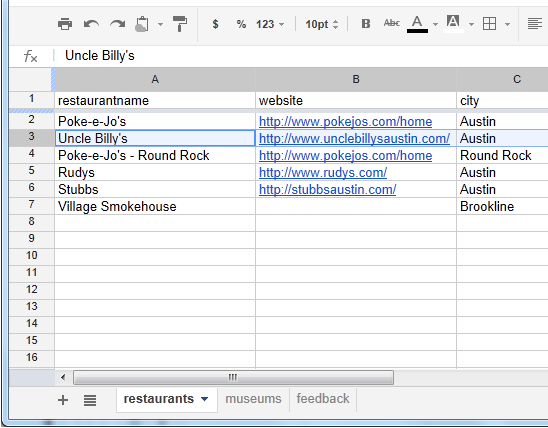 $ % 123 10pt B Abc A A
fx Uncle Billy's
A B C
1 restaurantname website city
2 Poke-e-Jo's http://www.pokejos.com/home Austin
3 Uncle Billy's http://www.unclebillysaustin.com/ Austin
4 Poke-e-Jo's - Round Rock http://www.pokejos.com/home Round Rock
5 Rudys http://www.rudys.com/ Austin
6 Stubbs http://stubbsaustin.com/ Austin
7 Village Smokehouse Brookline
8
9
10
11
12
13
14
15
16
restaurants museums feedback